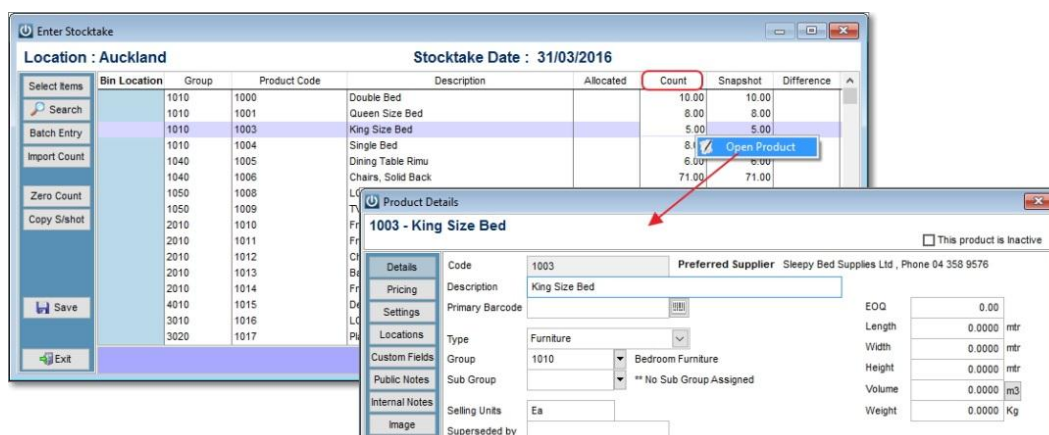 Enter Stocktake
Location : Auckland Stocktake Date : 31/03/2016
Select Items
Search
Batch Entry
Import Count
Zero Count
Copy S/shot
Save
Exit
Bin Location Group Product Code Description Allocated Count Snapshot Difference
1010 1000 Double Bed 10.00 10.00
1010 1001 Queen Size Bed 8.00 8.00
1010 1003 King Size Bed 5.00 5.00
1010 1004 Single Bed
1040 1005 Dining Table Rimu 6.00 6.00
1040 1006 Chairs, Solid Back 71.00 71.00
1050 1008
1050 1009
2010 1010
2010 1011
2010 1012
2010 1013
2010 1014
4010 1015
3010 1016
3020 1017
Open Product
Product Details
1003 - King Size Bed
This product is Inactive
Details
Pricing
Settings
Locations
Custom Fields
Public Notes
Internal Notes
Image
Code 1003 Preferred Supplier Sleepy Bed Supplies Ltd , Phone 04 358 9576
Description King Size Bed
Primary Barcode
Type Furniture
Group 1010 Bedroom Furniture
Sub Group ** No Sub Group Assigned
Selling Units Ea
Superseded by
EOQ 0.00
Length 0.0000 mtr
Width 0.0000 mtr
Height 0.0000 mtr
Volume 0.0000 m3
Weight 0.0000 Kg